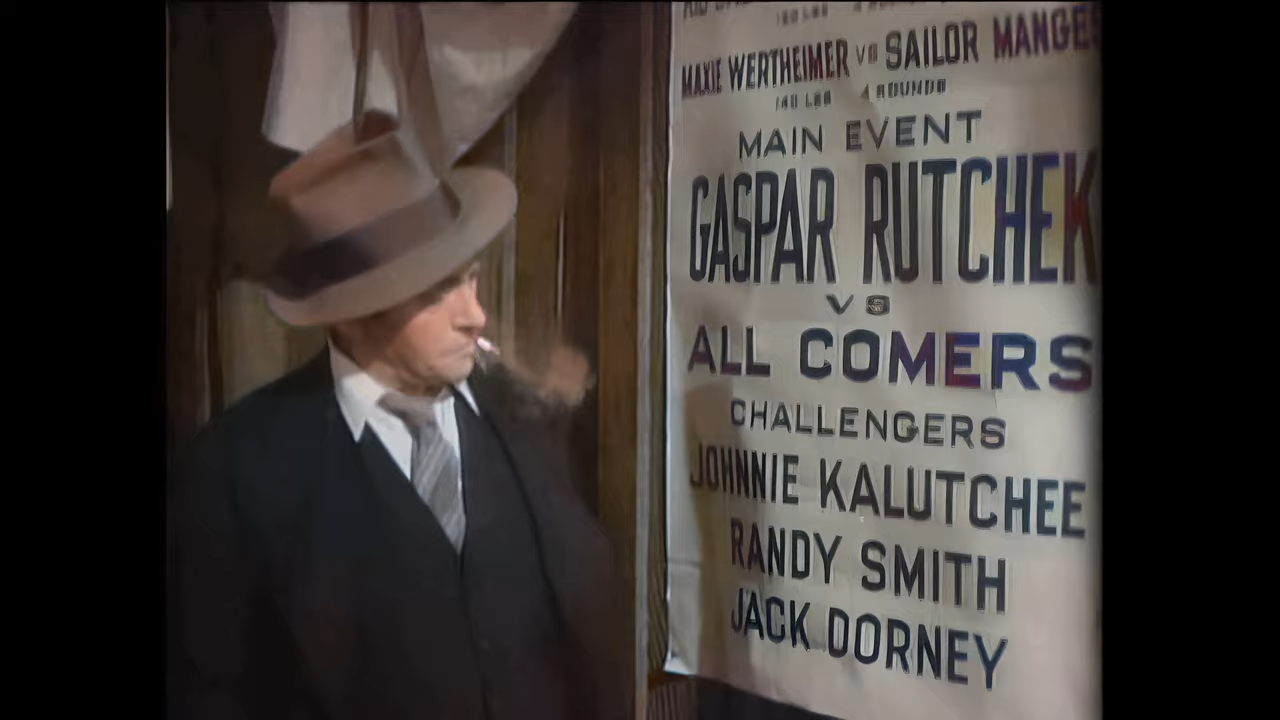 MAXIE WERTHEIMER VS SAILOR MANGES
140 LBS 4 ROUNDS
MAIN EVENT
GASPAR RUTCHEK
VS
ALL COMERS
CHALLENGERS
JOHNNIE KALUTCHEE
RANDY SMITH
JACK DORNEY